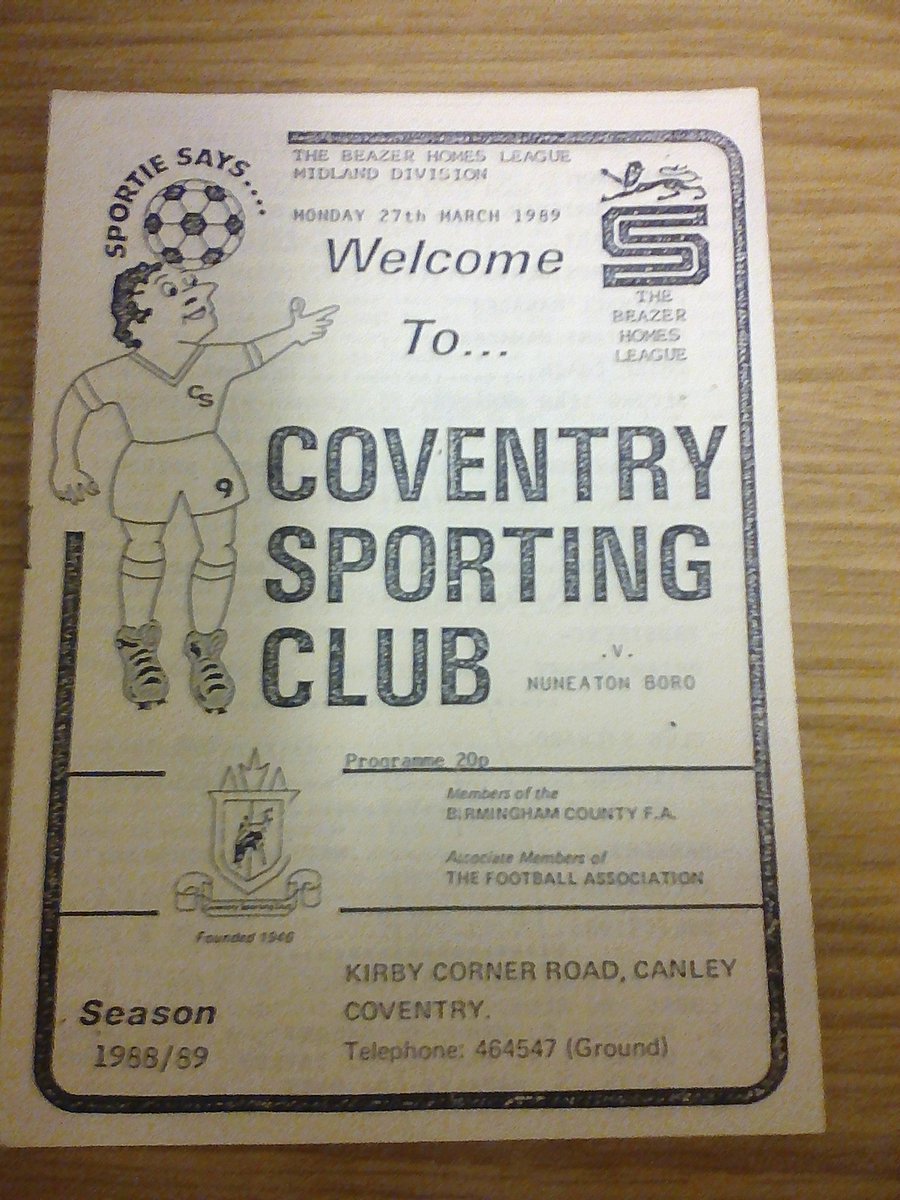 SPORTIE SAYS....
THE BEAZER HOMES LEAGUE
MIDLAND DIVISION
MONDAY 27th MARCH 1989
Welcome
To...
S
THE
BEAZER
HOMES
LEAGUE
CS
9
COVENTRY
SPORTING
CLUB
.V.
NUNEATON BORO
Programme 20p
Members of the
BIRMINGHAM COUNTY F.A.
Associate Members of
THE FOOTBALL ASSOCIATION
Founded 1946
KIRBY CORNER ROAD, CANLEY
COVENTRY.
Telephone: 464547 (Ground)
Season
1988/89